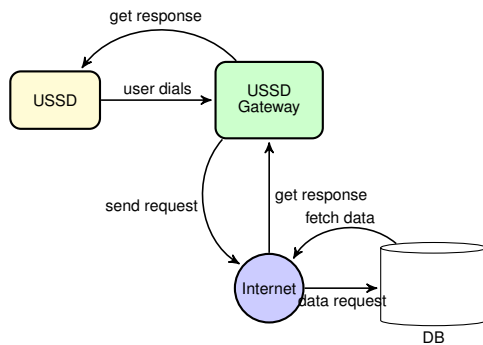 get response
USSD
user dials
USSD
Gateway
send request
get response
fetch data
Internet
data request
DB